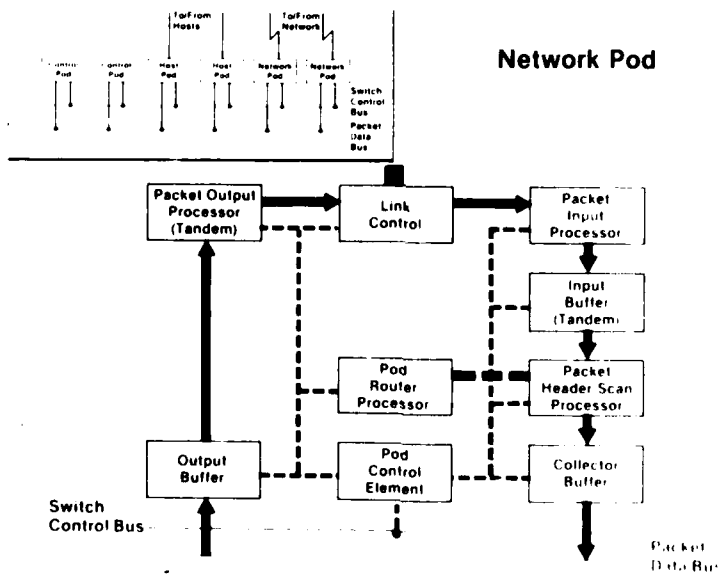 To/From
Hosts
To/From
Network
Control
Pod
Control
Pod
Host
Pod
Host
Pod
Network
Pod
Network
Pod
Switch
Control
Bus
Packet
Data
Bus
Network Pod
Packet Output
Processor
(Tandem)
Link
Control
Packet
Input
Processor
Input
Buffer
(Tandem)
Pod
Router
Processor
Packet
Header Scan
Processor
Output
Buffer
Pod
Control
Element
Collector
Buffer
Switch
Control Bus
Packet
Data Bus